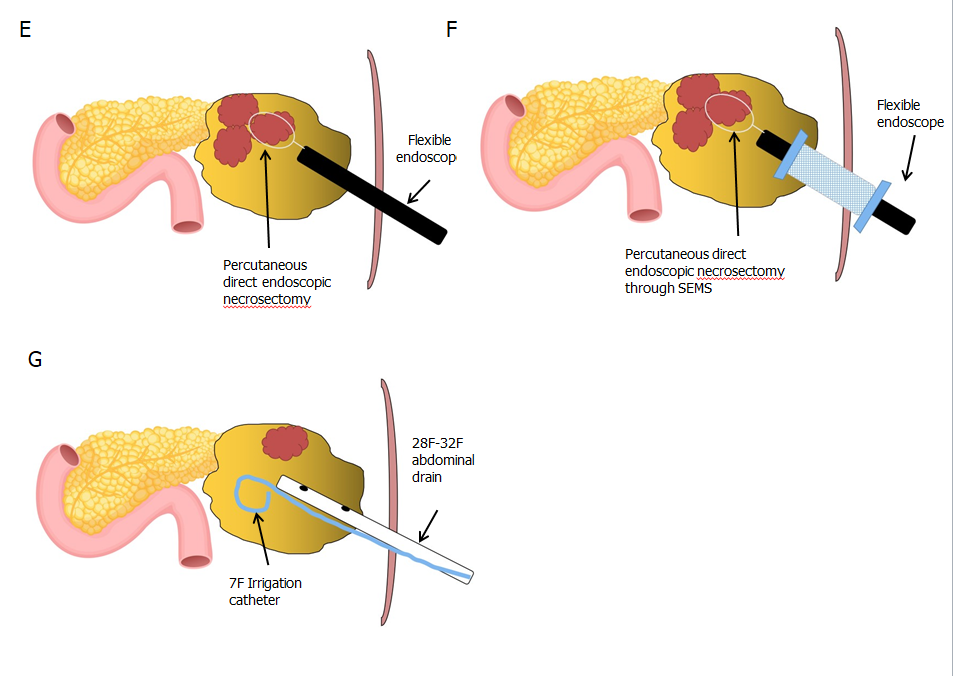 E
F
Flexible
endoscop
Percutaneous
direct endoscopic
necrosectomy
Flexible
endoscope
Percutaneous direct
endoscopic necrosectomy
through SEMS
G
28F-32F
abdominal
drain
7F Irrigation
catheter